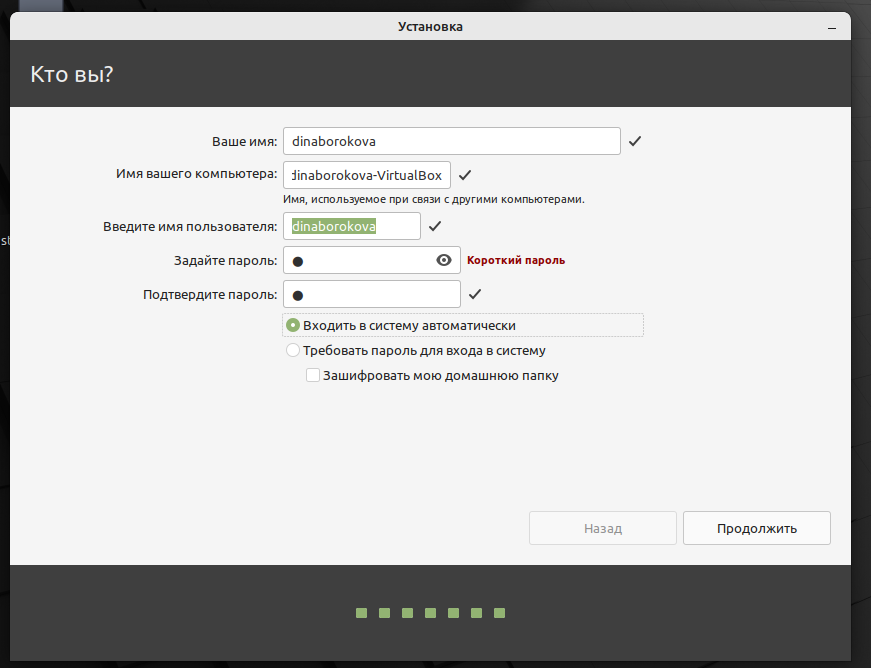 Установка
Кто вы?
Ваше имя: dinaborokova
Имя вашего компьютера: dinaborokova-VirtualBox
Имя, используемое при связи с другими компьютерами.
Введите имя пользователя: dinaborokova
Задайте пароль: ● Короткий пароль
Подтвердите пароль: ●
Входить в систему автоматически
Требовать пароль для входа в систему
Зашифровать мою домашнюю папку
Назад Продолжить